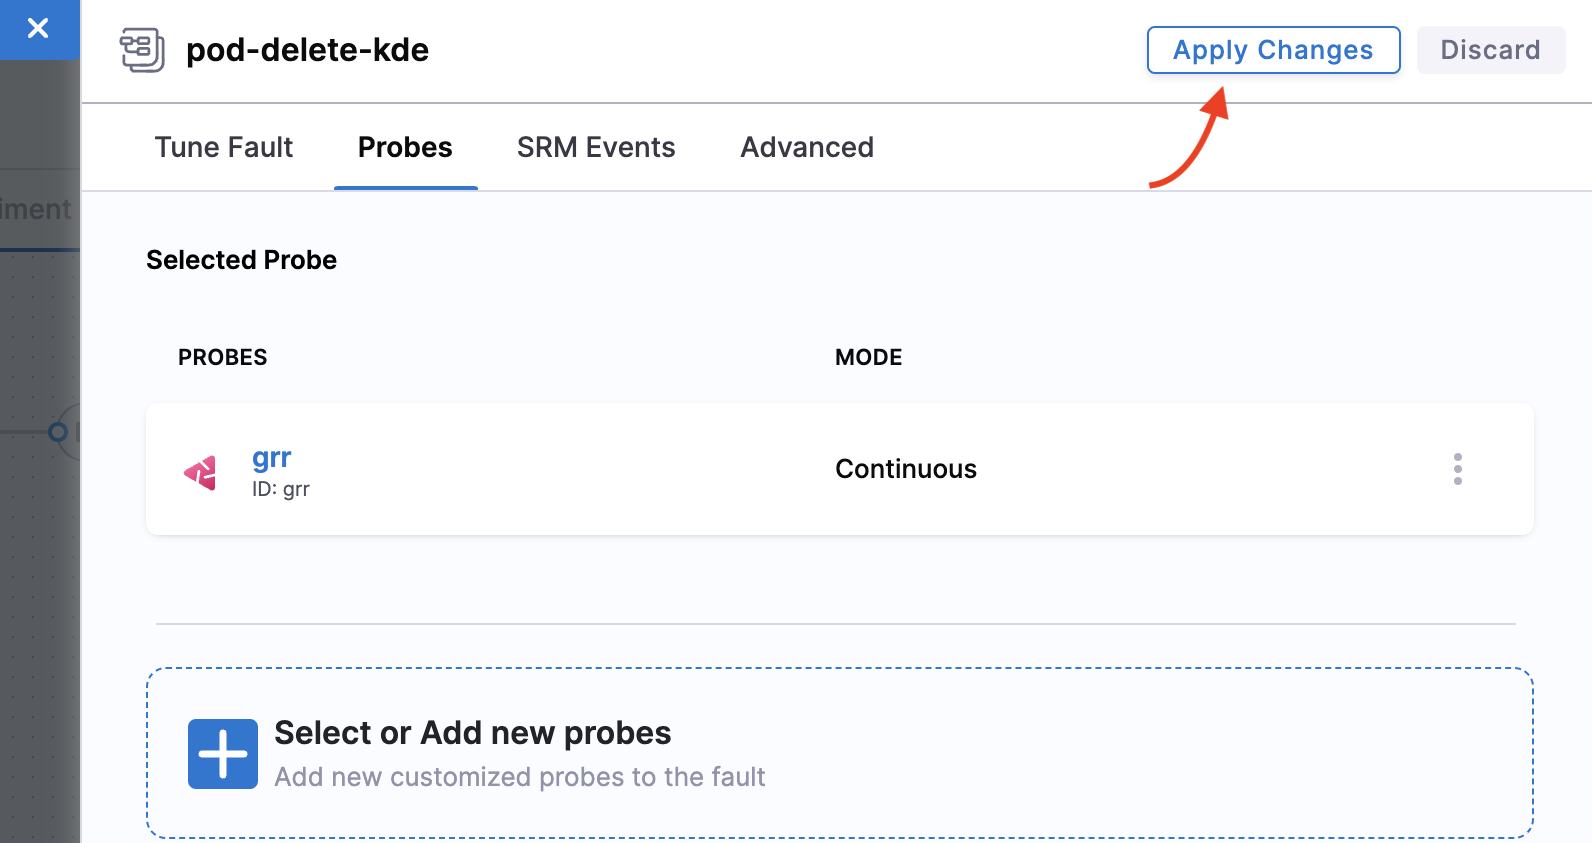 pod-delete-kde
Apply Changes
Discard
Tune Fault
Probes
SRM Events
Advanced
iment
Selected Probe
PROBES
MODE
grr
ID: grr
Continuous
Select or Add new probes
Add new customized probes to the fault